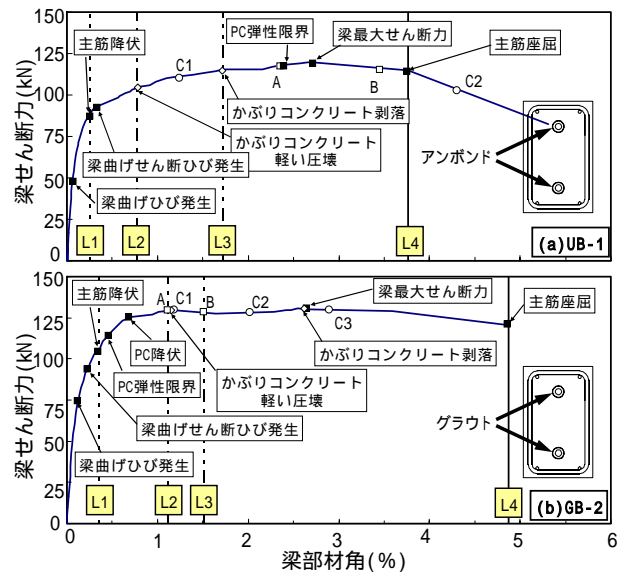 150
125
100
75
50
25
0
梁せん断力(kN)
主筋降伏
C1
PC弾性限界
A
梁最大せん断力
主筋座屈
B
C2
かぶりコンクリート剥落
かぶりコンクリート
軽い圧壊
梁曲げせん断ひび発生
梁曲げひび発生
アンボンド
L1
L2
L3
L4
(a)UB-1
150
125
100
75
50
25
0
梁せん断力(kN)
主筋降伏
A
C1
B
C2
梁最大せん断力
C3
主筋座屈
PC降伏
かぶりコンクリート剥落
PC弾性限界
かぶりコンクリート
軽い圧壊
梁曲げせん断ひび発生
梁曲げひび発生
グラウト
L1
L2
L3
L4
(b)GB-2
0 1 2 3 4 5 6
梁部材角(%)